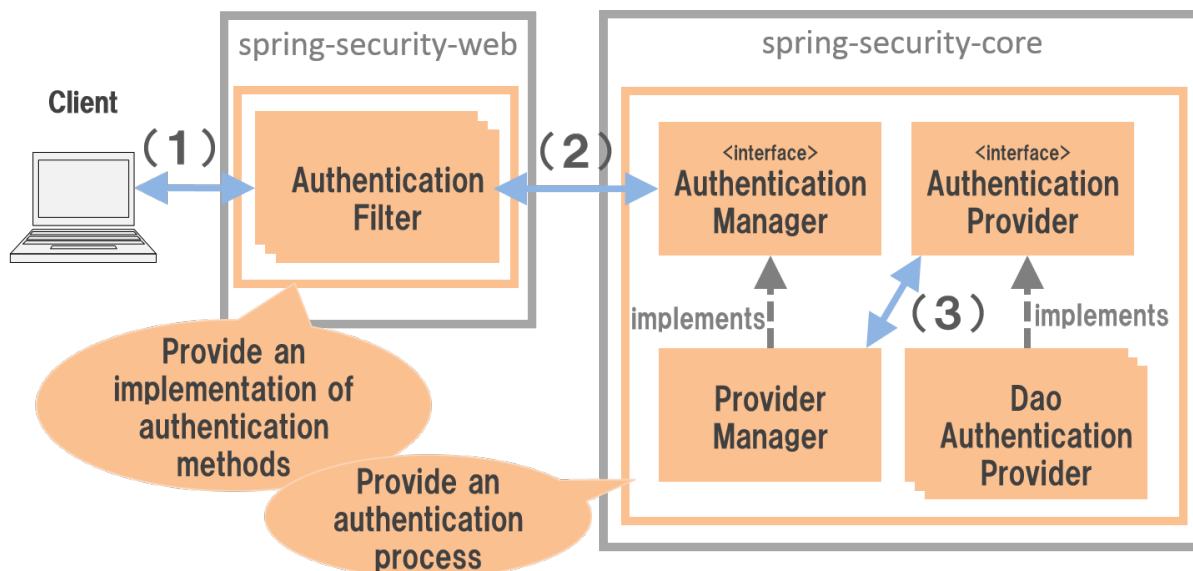 spring-security-web
spring-security-core
Client
(1)
Authentication
Filter
(2)
<interface>
Authentication
Manager
<interface>
Authentication
Provider
implements
(3)
implements
Provider
Manager
Dao
Authentication
Provider
Provide an
implementation of
authentication
methods
Provide an
authentication
process